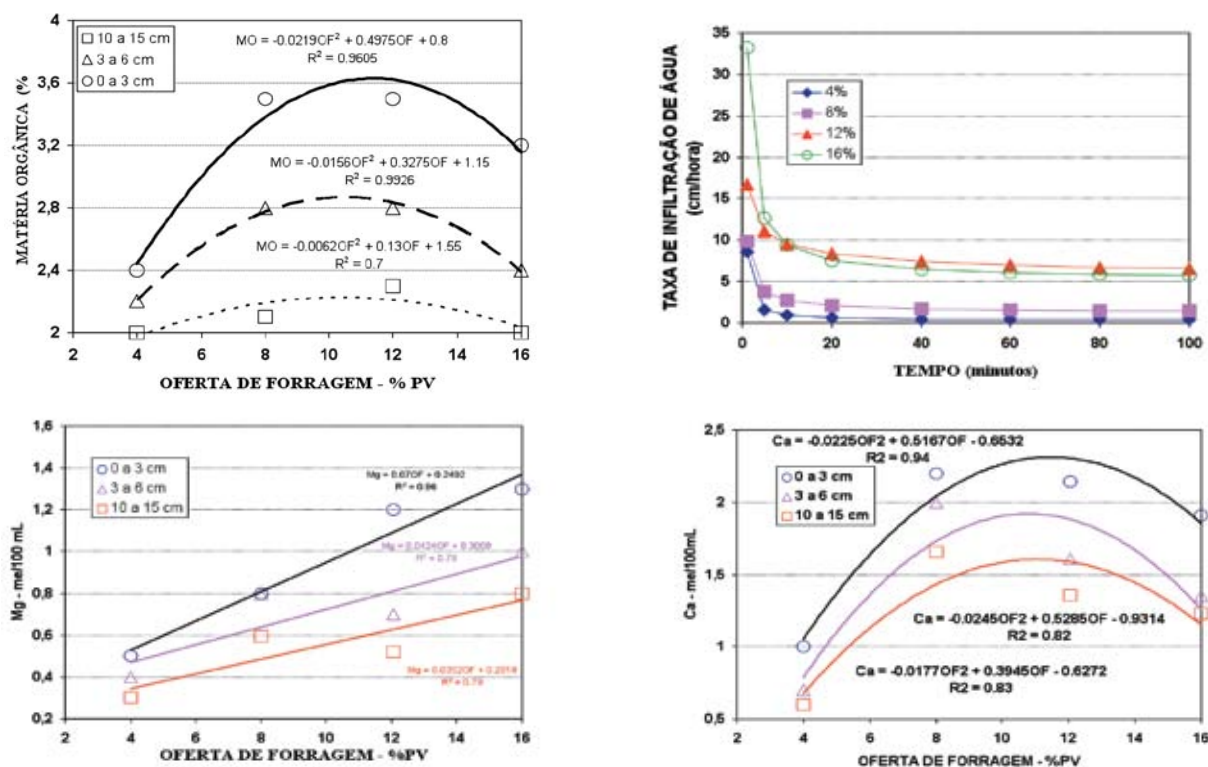 4
3,6
3,2
2,8
2,4
2
MATÉRIA ORGÂNICA (%
10 a 15 cm
3 a 6 cm
0 a 3 cm
MO = -0.0219OF² + 0.4975OF + 0.8
R² = 0.9605
MO = -0.0156OF² + 0.3275OF + 1.15
R² = 0.9926
MO = -0.0062OF² + 0.13OF + 1.55
R² = 0.7
2 4 6 8 10 12 14 16
OFERTA DE FORRAGEM - % PV
TAXA DE INFILTRAÇÃO DE ÁGUA
(cm/hora)
35
30
25
20
15
10
5
0
4%
8%
12%
16%
0 20 40 60 80 100
TEMPO (minutos)
1,6
1,4
1,2
1
0,8
0,6
0,4
0,2
Mg - me/100 mL
0 a 3 cm
3 a 6 cm
10 a 15 cm
Mg = 0.07OF + 0.2492
R² = 0.96
R² = 0.79
2 4 6 8 10 12 14 16
OFERTA DE FORRAGEM - %PV
2,5
2
1,5
1
0,5
Ca - me/100mL
Ca = -0.0225OF2 + 0.5167OF - 0.6532
R2 = 0.94
0 a 3 cm
3 a 6 cm
10 a 15 cm
Ca = -0.0245OF2 + 0.5285OF - 0.9314
R2 = 0.82
Ca = -0.0177OF2 + 0.3945OF - 0.6272
R2 = 0.83
2 4 6 8 10 12 14 16
OFERTA DE FORRAGEM - %PV